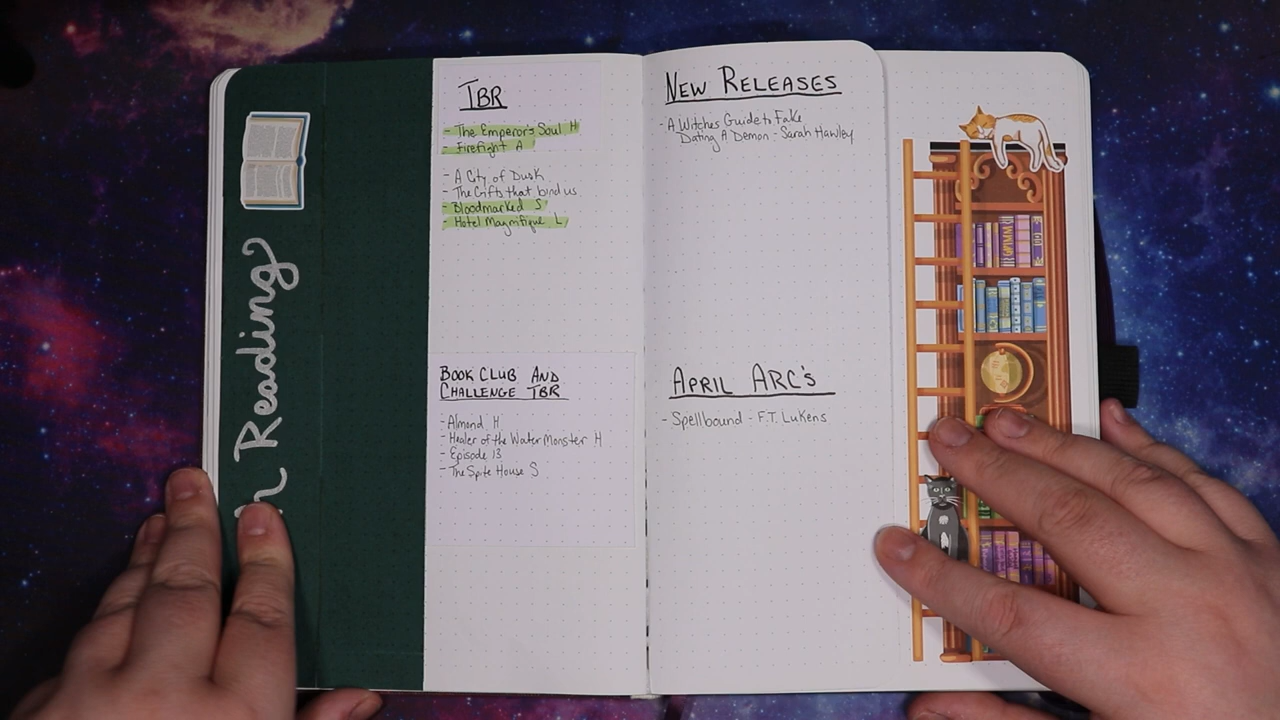 Reading
TBR
- The Emperor's Soul H
- Firefight A
- A City of Dusk
- The Gifts that bind us
- Bloodmarked S
- Hotel Magnifique L
BOOK CLUB AND
CHALLENGE TBR
- Almond H
- Healer of the Water Monster H
- Episode 13
- The Spite House S
NEW RELEASES
- A Witches Guide to Fake
Dating A Demon - Sarah Hawley
APRIL ARC'S
- Spellbound - F.T. Lukens
GRIMM